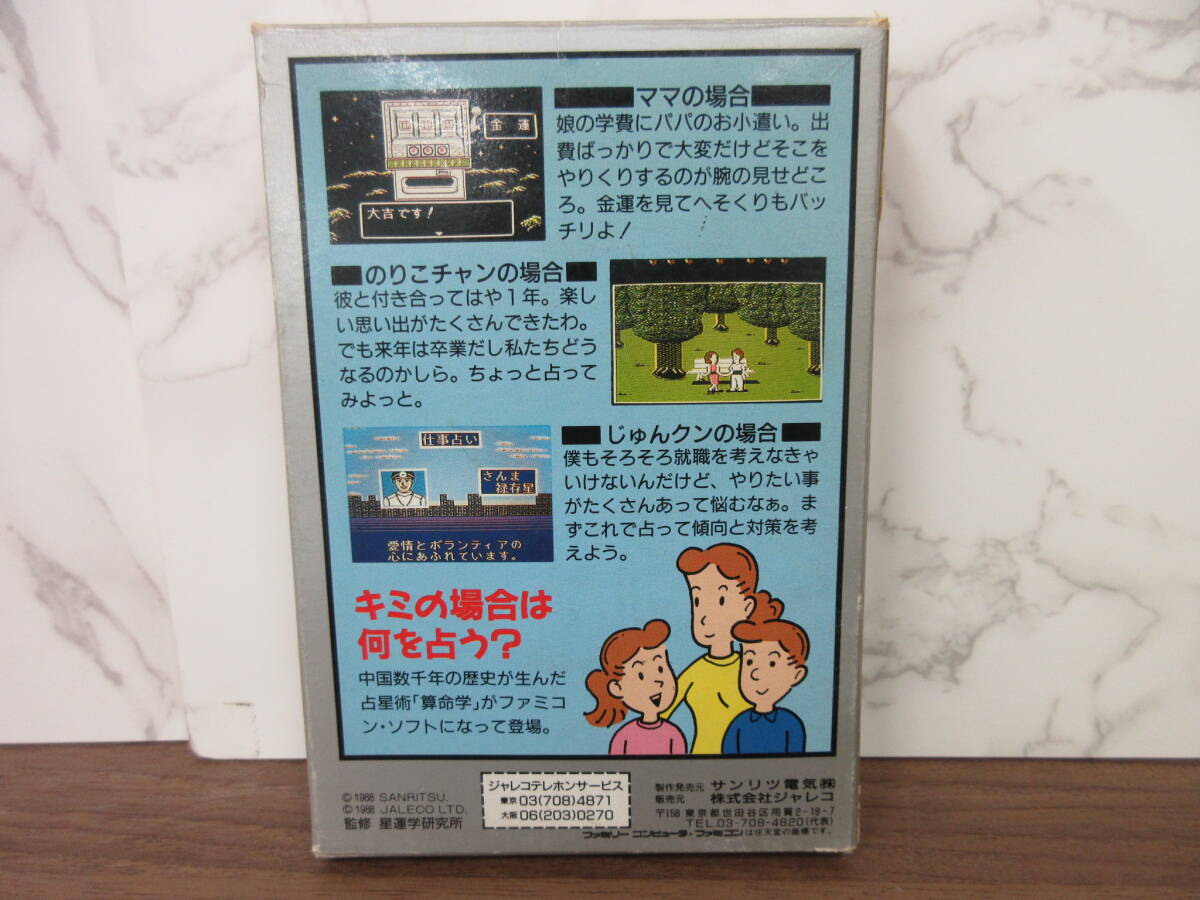 金 運
大吉です!
ママの場合
娘の学費にパパのお小遣い。出
費ばっかりで大変だけどそこを
やりくりするのが腕の見せどこ
ろ。金運を見てへそくりもバッ
チリよ!
のりこチャンの場合
彼と付き合ってはや1年。楽し
い思い出がたくさんできたわ。
でも来年は卒業だし私たちどう
なるのかしら。ちょっと占って
みよっと。
仕事占い
さんま
禄存星
愛情とボランティアの
心にあふれています。
じゅんクンの場合
僕もそろそろ就職を考えなきゃ
いけないんだけど、やりたい事
がたくさんあって悩むなぁ。ま
ずこれで占って傾向と対策を考
えよう。
キミの場合は
何を占う?
中国数千年の歴史が生んだ
占星術「算命学」がファミコ
ン・ソフトになって登場。
©1988 SANRITSU.
©1988 JALECO LTD.
監修 星運学研究所
ジャレコテレホンサービス
東京 03(708)4871
大阪 06(203)0270
製作発売元 サンリツ電気㈱
販売元 株式会社ジャレコ
〒158 東京都世田谷区用賀2-19-7
TEL.03-708-4820(代表)
ファミリーコンピュータ・ファミコンは任天堂の商標です。